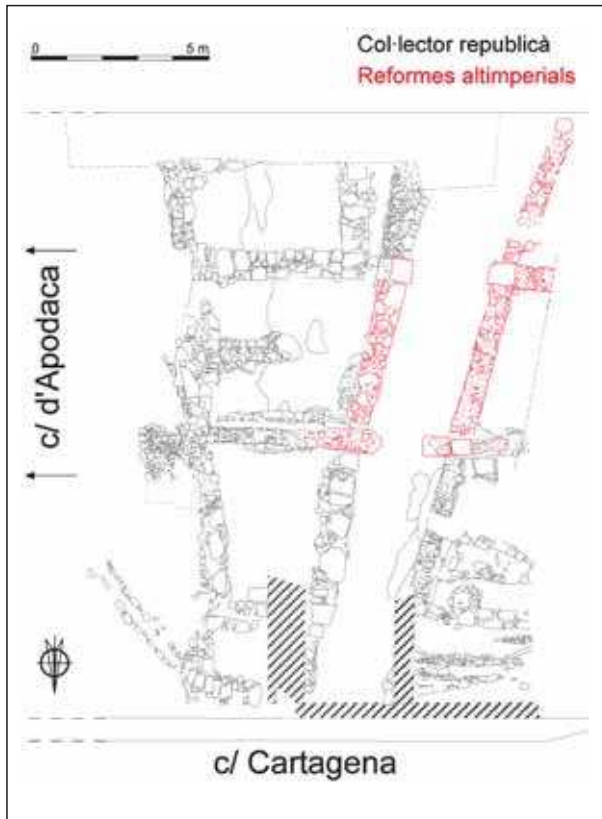 0 5 m
Col·lector republicà
Reformes altimperials
c/ d'Apodaca
c/ Cartagena